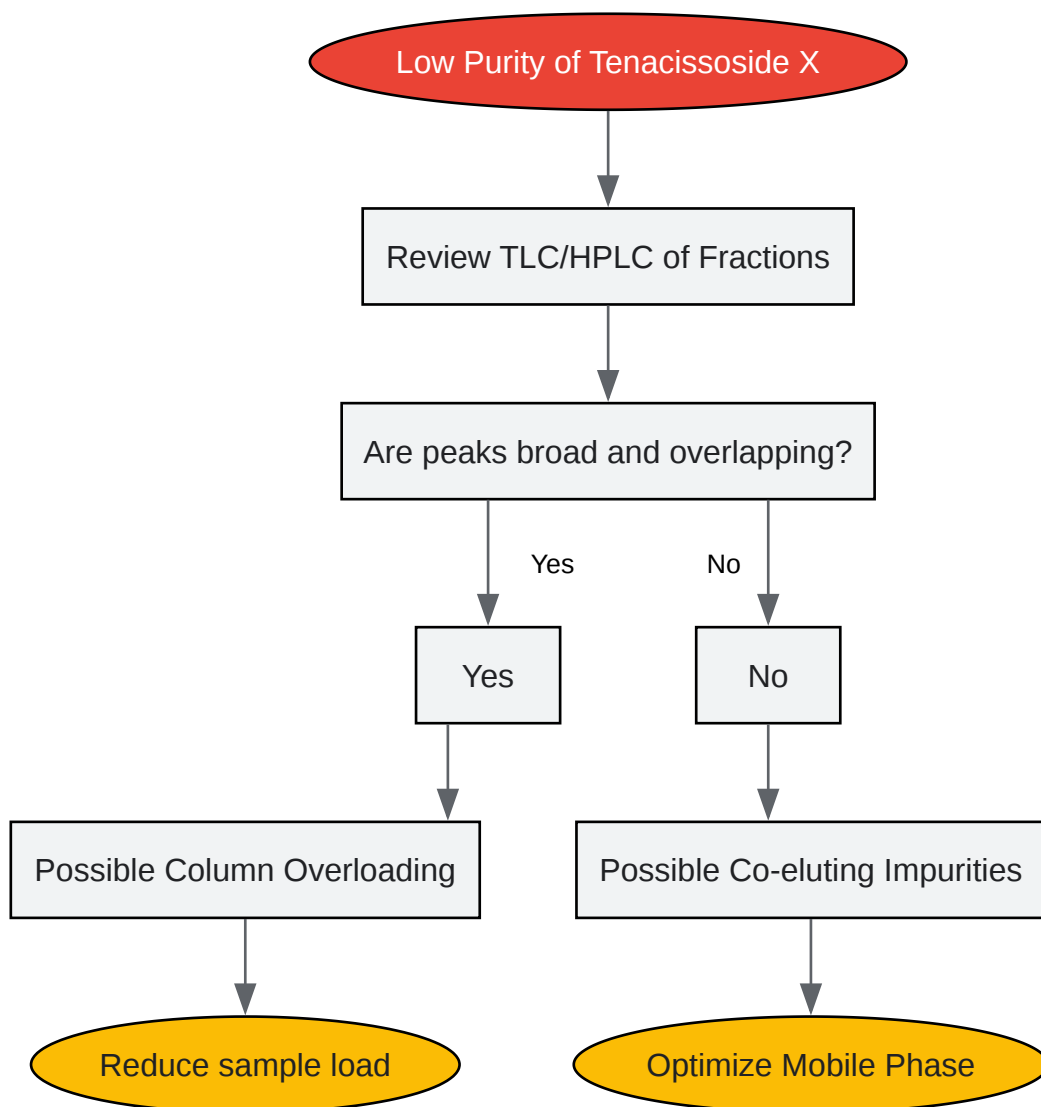 Low Purity of Tenacissoside X
Review TLC/HPLC of Fractions
Are peaks broad and overlapping?
Yes
No
Yes
No
Possible Column Overloading
Possible Co-eluting Impurities
Reduce sample load
Optimize Mobile Phase